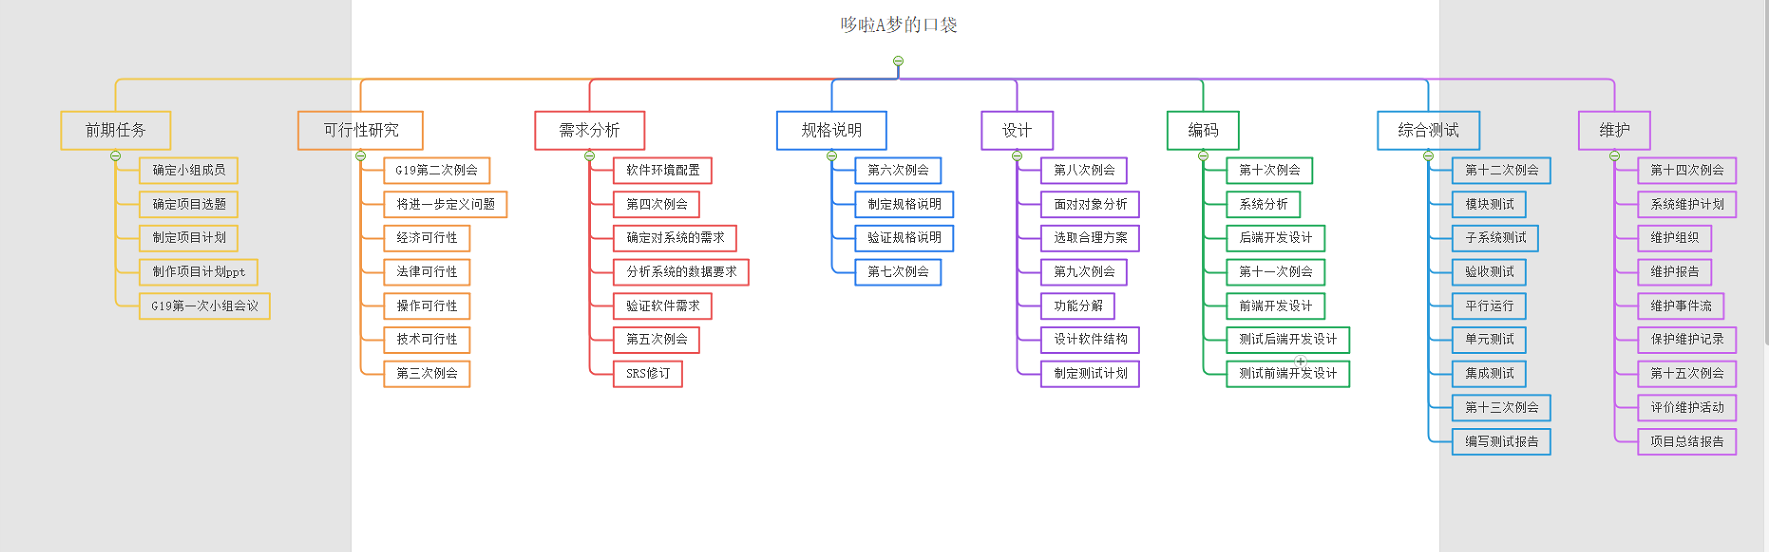 哆啦A梦的口袋
前期任务
确定小组成员
确定项目选题
制定项目计划
制作项目计划ppt
G19第一次小组会议
可行性研究
G19第二次例会
将进一步定义问题
经济可行性
法律可行性
操作可行性
技术可行性
第三次例会
需求分析
软件环境配置
第四次例会
确定对系统的需求
分析系统的数据要求
验证软件需求
第五次例会
SRS修订
规格说明
第六次例会
制定规格说明
验证规格说明
第七次例会
设计
第八次例会
面对对象分析
选取合理方案
第九次例会
功能分解
设计软件结构
制定测试计划
编码
第十次例会
系统分析
后端开发设计
第十一次例会
前端开发设计
测试后端开发设计
测试前端开发设计
综合测试
第十二次例会
模块测试
子系统测试
验收测试
平行运行
单元测试
集成测试
第十三次例会
编写测试报告
维护
第十四次例会
系统维护计划
维护组织
维护报告
维护事件流
保护维护记录
第十五次例会
评价维护活动
项目总结报告